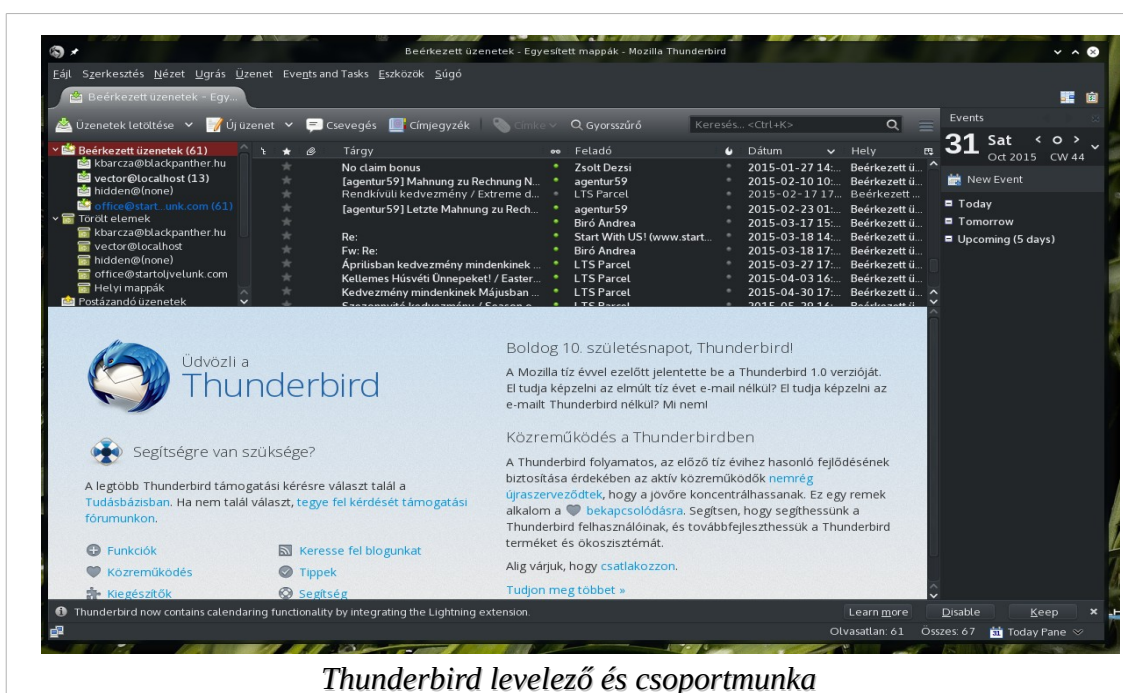 Beérkezett üzenetek - Egyesített mappák - Mozilla Thunderbird
Fájl Szerkesztés Nézet Ugrás Üzenet Events and Tasks Eszközök Súgó
Beérkezett üzenetek - Egy...
Üzenetek letöltése Új üzenet Csevegés Címjegyzék Címke Gyorsszűrő Keresés... <Ctrl+K>
Events
31 Sat
Oct 2015 CW 44
New Event
Today
Tomorrow
Upcoming (5 days)
Beérkezett üzenetek (61)
kbarcza@blackpanther.hu
vector@localhost (13)
hidden@(none)
office@start...unk.com (61)
Törölt elemek
kbarcza@blackpanther.hu
vector@localhost
hidden@(none)
office@startoljvelunk.com
Helyi mappák
Postázandó üzenetek
Tárgy Feladó Dátum Hely
No claim bonus Zsolt Dezsi 2015-01-27 14:... Beérkezett ü...
[agentur59] Mahnung zu Rechnung N... agentur59 2015-02-10 10:... Beérkezett ü...
Rendkívüli kedvezmény / Extreme d... LTS Parcel 2015-02-17 17... Beérkezett ...
[agentur59] Letzte Mahnung zu Rech... agentur59 2015-02-23 01:... Beérkezett ü...
Biró Andrea 2015-03-17 15:... Beérkezett ü...
Re: Start With US! (www.start... 2015-03-18 14:... Beérkezett ü...
Fw: Re: Biró Andrea 2015-03-18 17:... Beérkezett ü...
Áprilisban kedvezmény mindenkinek ... LTS Parcel 2015-03-27 17:... Beérkezett ü...
Kellemes Húsvéti Ünnepeket! / Easter... LTS Parcel 2015-04-03 16:... Beérkezett ü...
Kedvezmény mindenkinek Májusban ... LTS Parcel 2015-04-30 17:... Beérkezett ü...
Üdvözli a
Thunderbird
Segítségre van szüksége?
A legtöbb Thunderbird támogatási kérésre választ talál a
Tudásbázisban. Ha nem talál választ, tegye fel kérdését támogatási
fórumunkon.
Funkciók Keresse fel blogunkat
Közreműködés Tippek
Kiegészítők Segítség
Boldog 10. születésnapot, Thunderbird!
A Mozilla tíz évvel ezelőtt jelentette be a Thunderbird 1.0 verzióját.
El tudja képzelni az elmúlt tíz évet e-mail nélkül? El tudja képzelni az
e-mailt Thunderbird nélkül? Mi nem!
Közreműködés a Thunderbirdben
A Thunderbird folyamatos, az előző tíz évihez hasonló fejlődésének
biztosítása érdekében az aktív közreműködők nemrég
újraszerveződtek, hogy a jövőre koncentrálhassanak. Ez egy remek
alkalom a bekapcsolódásra. Segítsen, hogy segíthessünk a
Thunderbird felhasználóinak, és továbbfejleszthessük a Thunderbird
terméket és ökoszisztémát.
Alig várjuk, hogy csatlakozzon.
Tudjon meg többet »
Thunderbird now contains calendaring functionality by integrating the Lightning extension. Learn more Disable Keep
Olvasatlan: 61 Összes: 67 31 Today Pane
Thunderbird levelező és csoportmunka